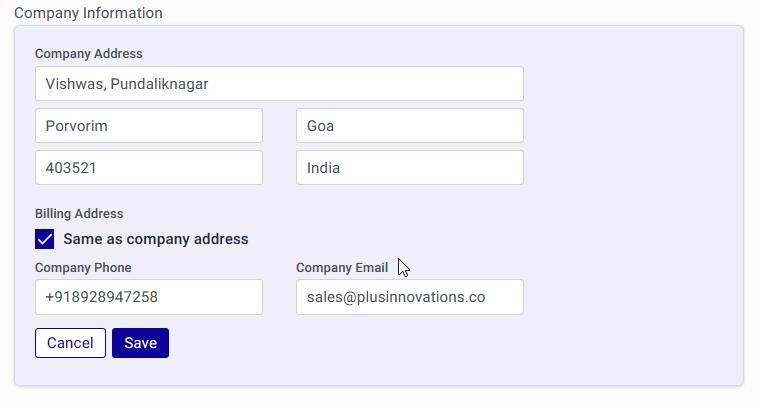 Company Information
Company Address
Vishwas, Pundaliknagar
Porvorim Goa
403521 India
Billing Address
Same as company address
Company Phone Company Email
+918928947258 sales@plusinnovations.co
Cancel Save